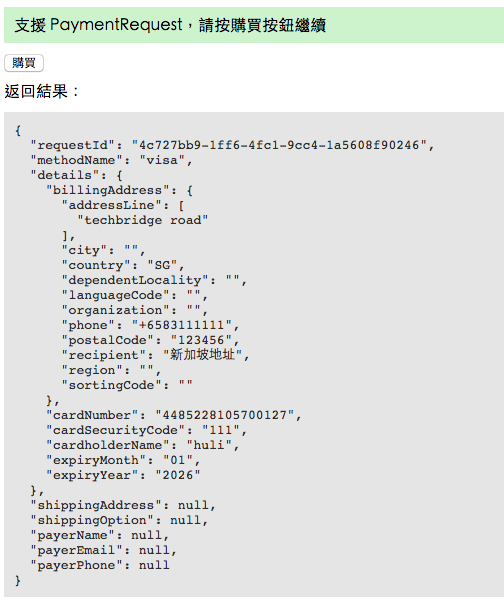 支援 PaymentRequest，請按購買按鈕繼續
購買
返回結果：
{
  "requestId": "4c727bb9-1ff6-4fc1-9cc4-1a5608f90246",
  "methodName": "visa",
  "details": {
    "billingAddress": {
      "addressLine": [
        "techbridge road"
      ],
      "city": "",
      "country": "SG",
      "dependentLocality": "",
      "languageCode": "",
      "organization": "",
      "phone": "+6583111111",
      "postalCode": "123456",
      "recipient": "新加坡地址",
      "region": "",
      "sortingCode": ""
    },
    "cardNumber": "4485228105700127",
    "cardSecurityCode": "111",
    "cardholderName": "huli",
    "expiryMonth": "01",
    "expiryYear": "2026"
  },
  "shippingAddress": null,
  "shippingOption": null,
  "payerName": null,
  "payerEmail": null,
  "payerPhone": null
}